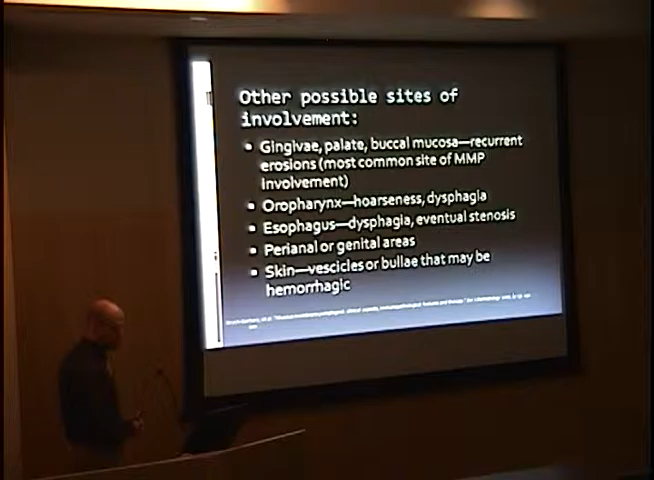 Other possible sites of
involvement:
• Gingivae, palate, buccal mucosa—recurrent
erosions (most common site of MMP
involvement)
• Oropharynx—hoarseness, dysphagia
• Esophagus—dysphagia, eventual stenosis
• Perianal or genital areas
• Skin—vescicles or bullae that may be
hemorrhagic